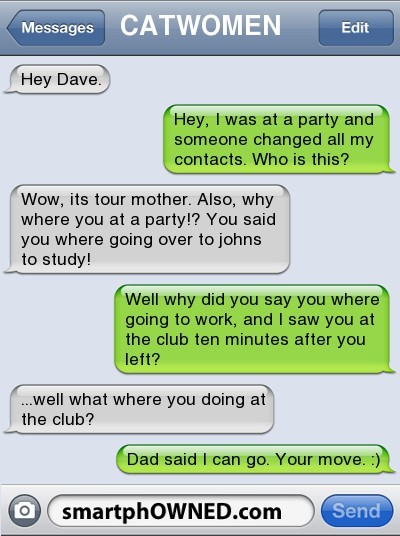 Messages CATWOMEN Edit
Hey Dave.
Hey, I was at a party and
someone changed all my
contacts. Who is this?
Wow, its tour mother. Also, why
where you at a party!? You said
you where going over to johns
to study!
Well why did you say you where
going to work, and I saw you at
the club ten minutes after you
left?
...well what where you doing at
the club?
Dad said I can go. Your move. :)
smartphOWNED.com Send